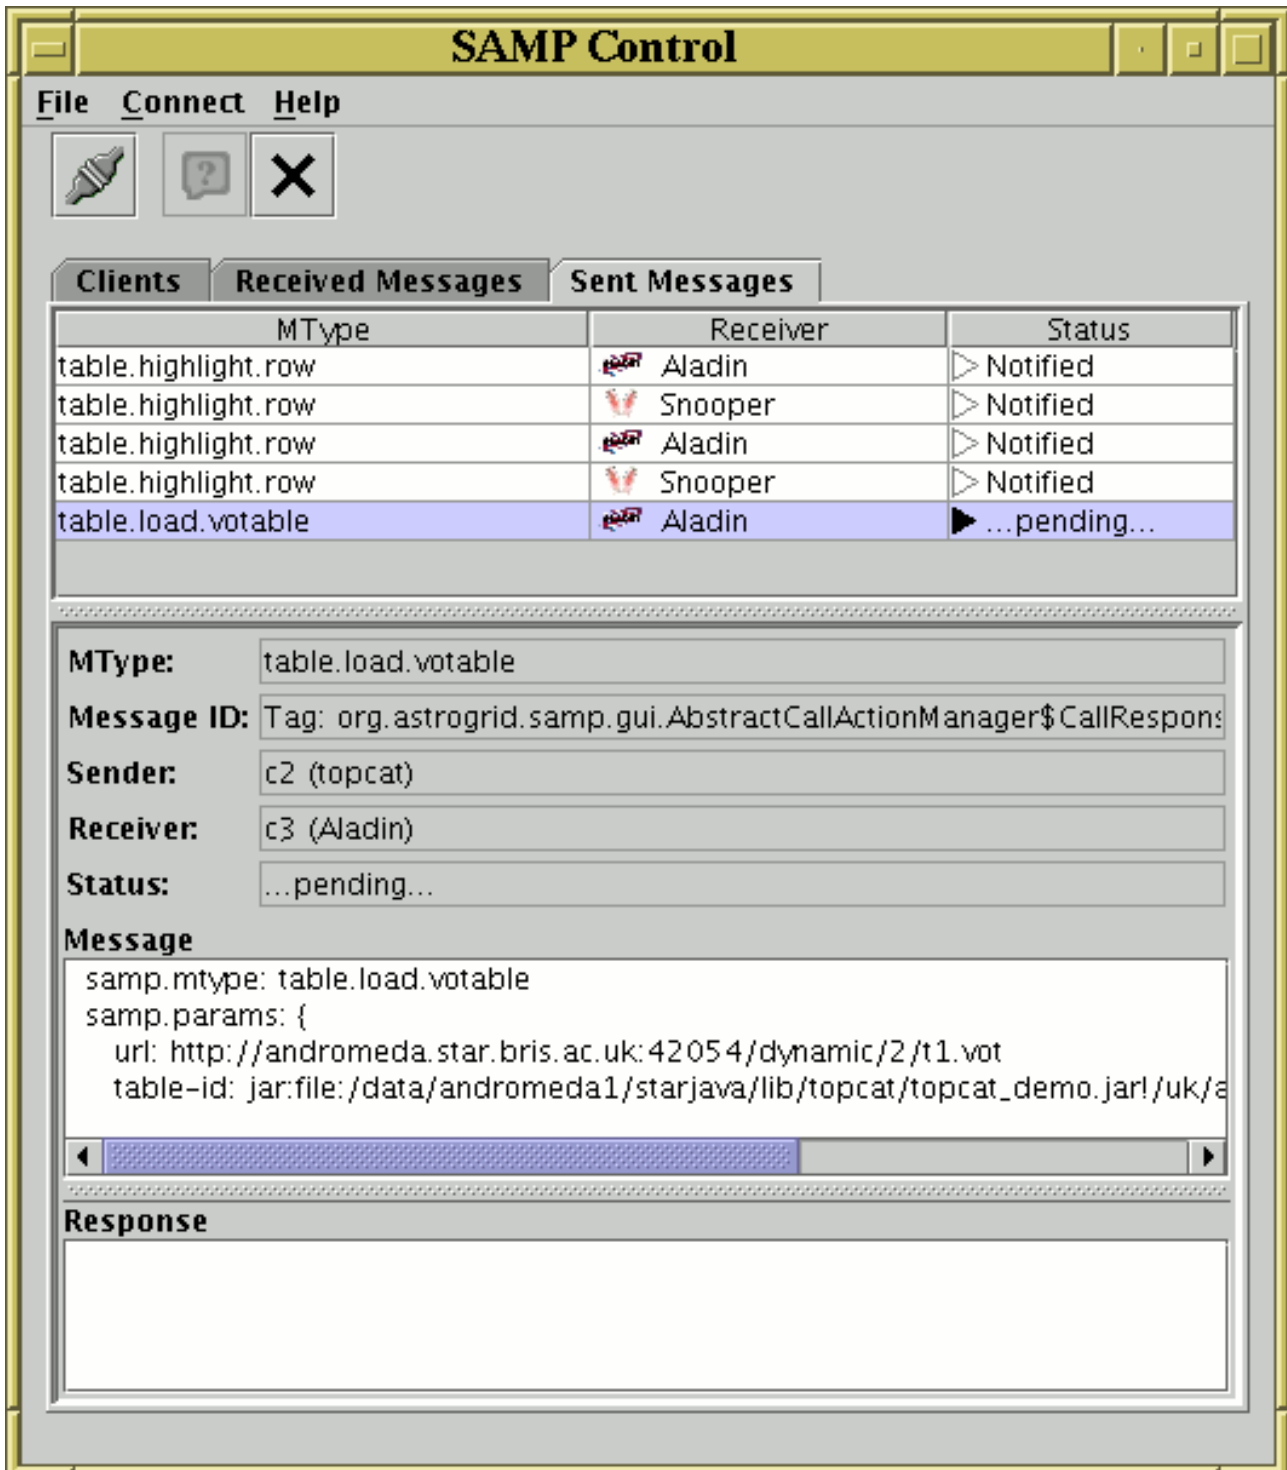 SAMP Control
File Connect Help
Clients Received Messages Sent Messages
MType Receiver Status
table.highlight.row Aladin Notified
table.highlight.row Snooper Notified
table.highlight.row Aladin Notified
table.highlight.row Snooper Notified
table.load.votable Aladin ...pending...
MType: table.load.votable
Message ID: Tag: org.astrogrid.samp.gui.AbstractCallActionManager$CallRespons
Sender: c2 (topcat)
Receiver: c3 (Aladin)
Status: ...pending...
Message
samp.mtype: table.load.votable
samp.params: {
url: http://andromeda.star.bris.ac.uk:42054/dynamic/2/t1.vot
table-id: jar:file:/data/andromeda1/starjava/lib/topcat/topcat_demo.jar!/uk/a
Response